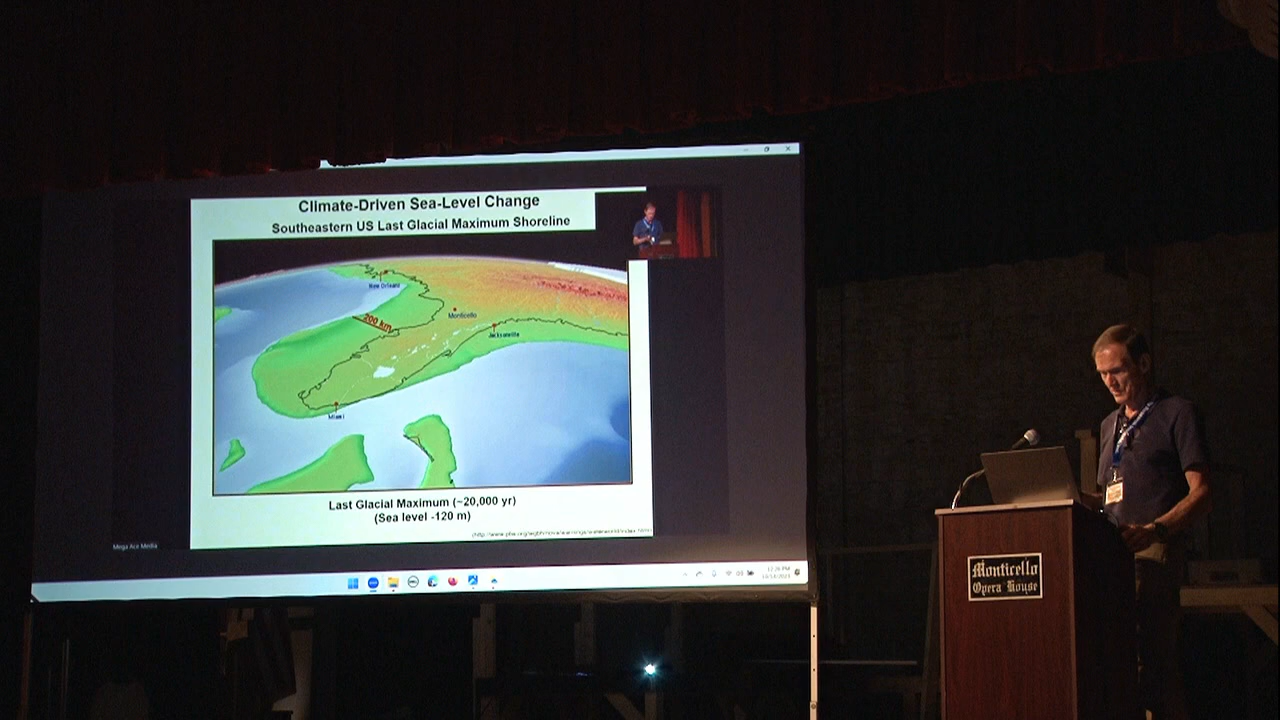 Climate-Driven Sea-Level Change
Southeastern US Last Glacial Maximum Shoreline
New Orleans
200 km
Monticello
Jacksonville
Miami
Last Glacial Maximum (~20,000 yr)
(Sea level -120 m)
Mega Ace Media
Monticello
Opera House